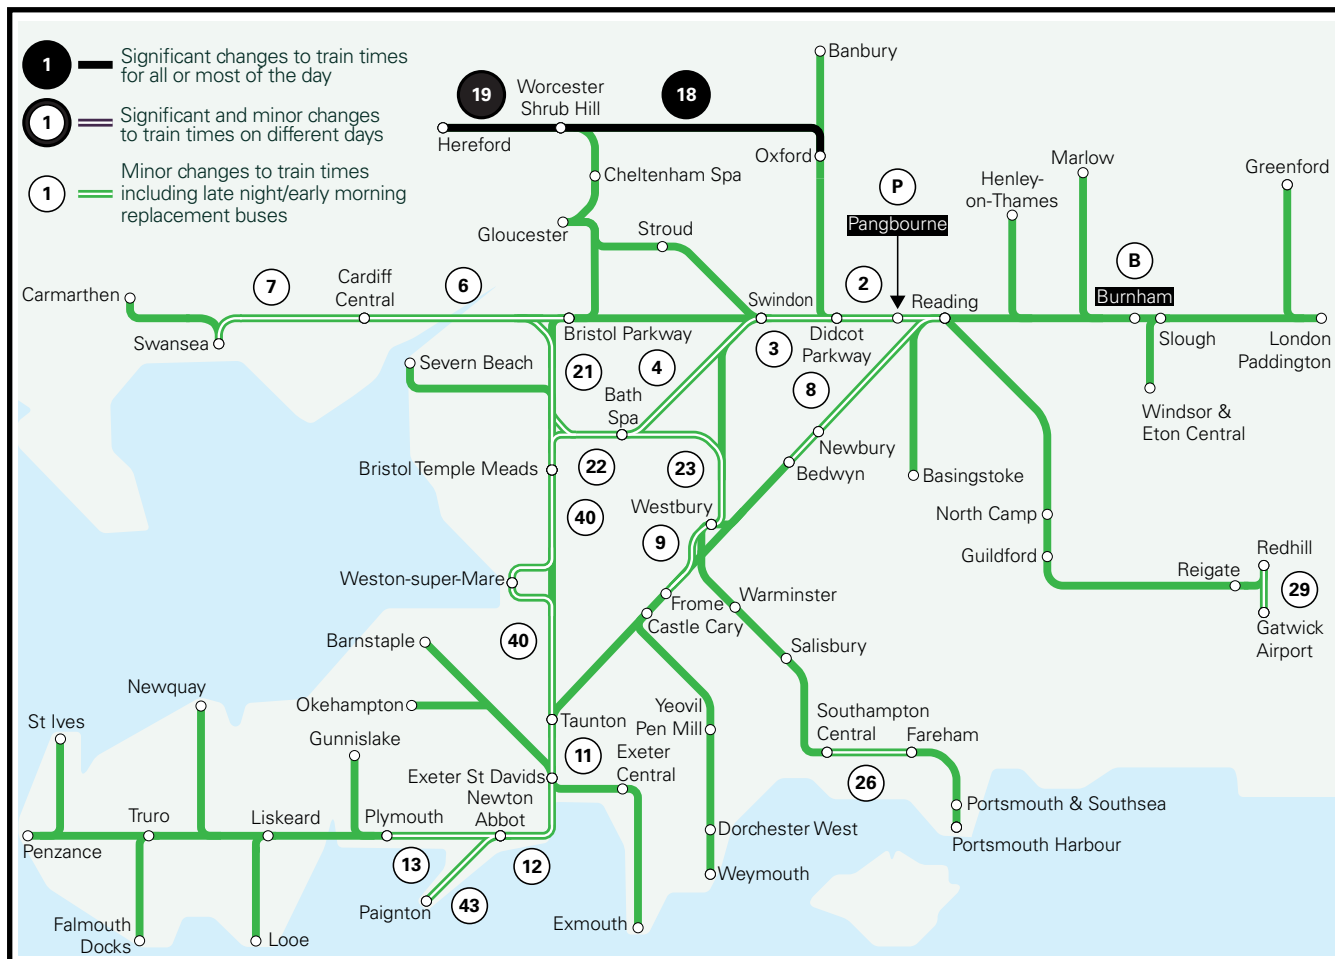 1
Significant changes to train times
for all or most of the day
1
Significant and minor changes
to train times on different days
1
Minor changes to train times
including late night/early morning
replacement buses
Banbury
19
Worcester
Shrub Hill
18
Hereford
Oxford
Cheltenham Spa
P
Marlow
Greenford
Henley-
on-Thames
Pangbourne
Gloucester
Stroud
B
Burnham
Carmarthen
7
Cardiff
Central
6
2
Swindon
Reading
Swansea
Bristol Parkway
3
Didcot
Parkway
Slough
London
Paddington
Severn Beach
21
4
8
Bath
Spa
Windsor &
Eton Central
Newbury
Bristol Temple Meads
22
23
Bedwyn
Basingstoke
40
Westbury
North Camp
9
Guildford
Redhill
Weston-super-Mare
Reigate
29
Frome
Warminster
Castle Cary
Gatwick
Airport
Barnstaple
40
Salisbury
Newquay
Okehampton
Yeovil
Pen Mill
Southampton
Central
St Ives
Taunton
Fareham
Gunnislake
11
Exeter
Central
Exeter St Davids
26
Newton
Abbot
Portsmouth & Southsea
Truro
Liskeard
Plymouth
Dorchester West
Penzance
Portsmouth Harbour
13
12
Weymouth
43
Paignton
Falmouth
Docks
Looe
Exmouth